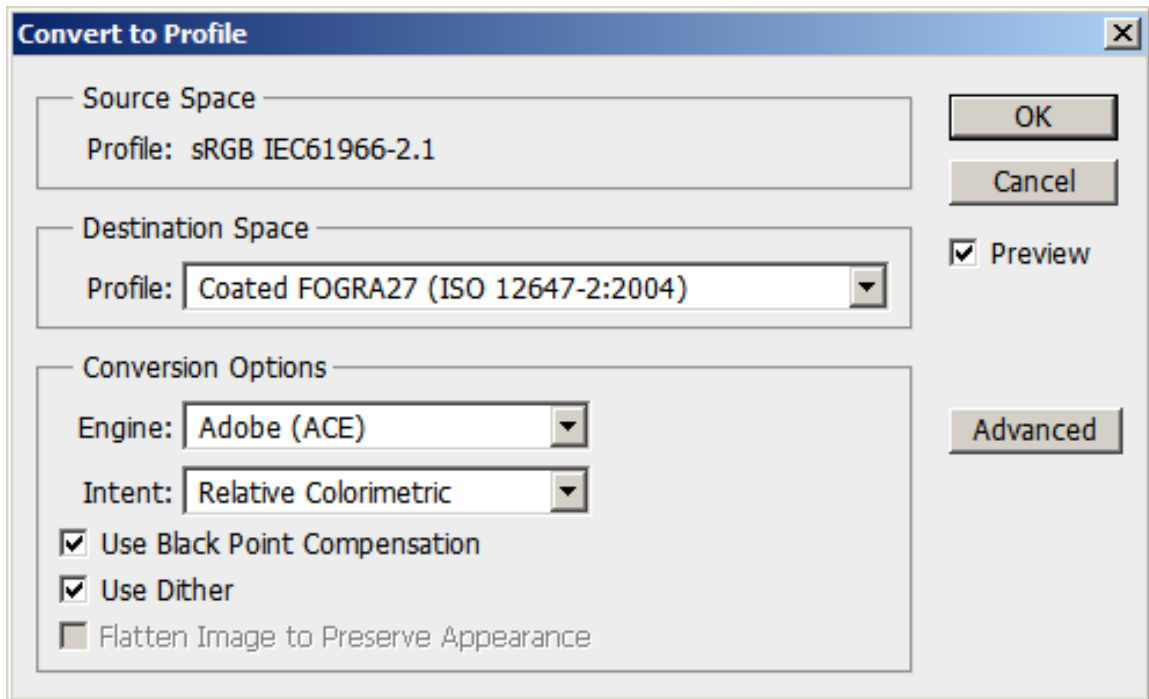 Convert to Profile
Source Space
Profile: sRGB IEC61966-2.1
OK
Cancel
Destination Space
Profile: Coated FOGRA27 (ISO 12647-2:2004)
Preview
Conversion Options
Engine: Adobe (ACE)
Advanced
Intent: Relative Colorimetric
Use Black Point Compensation
Use Dither
Flatten Image to Preserve Appearance